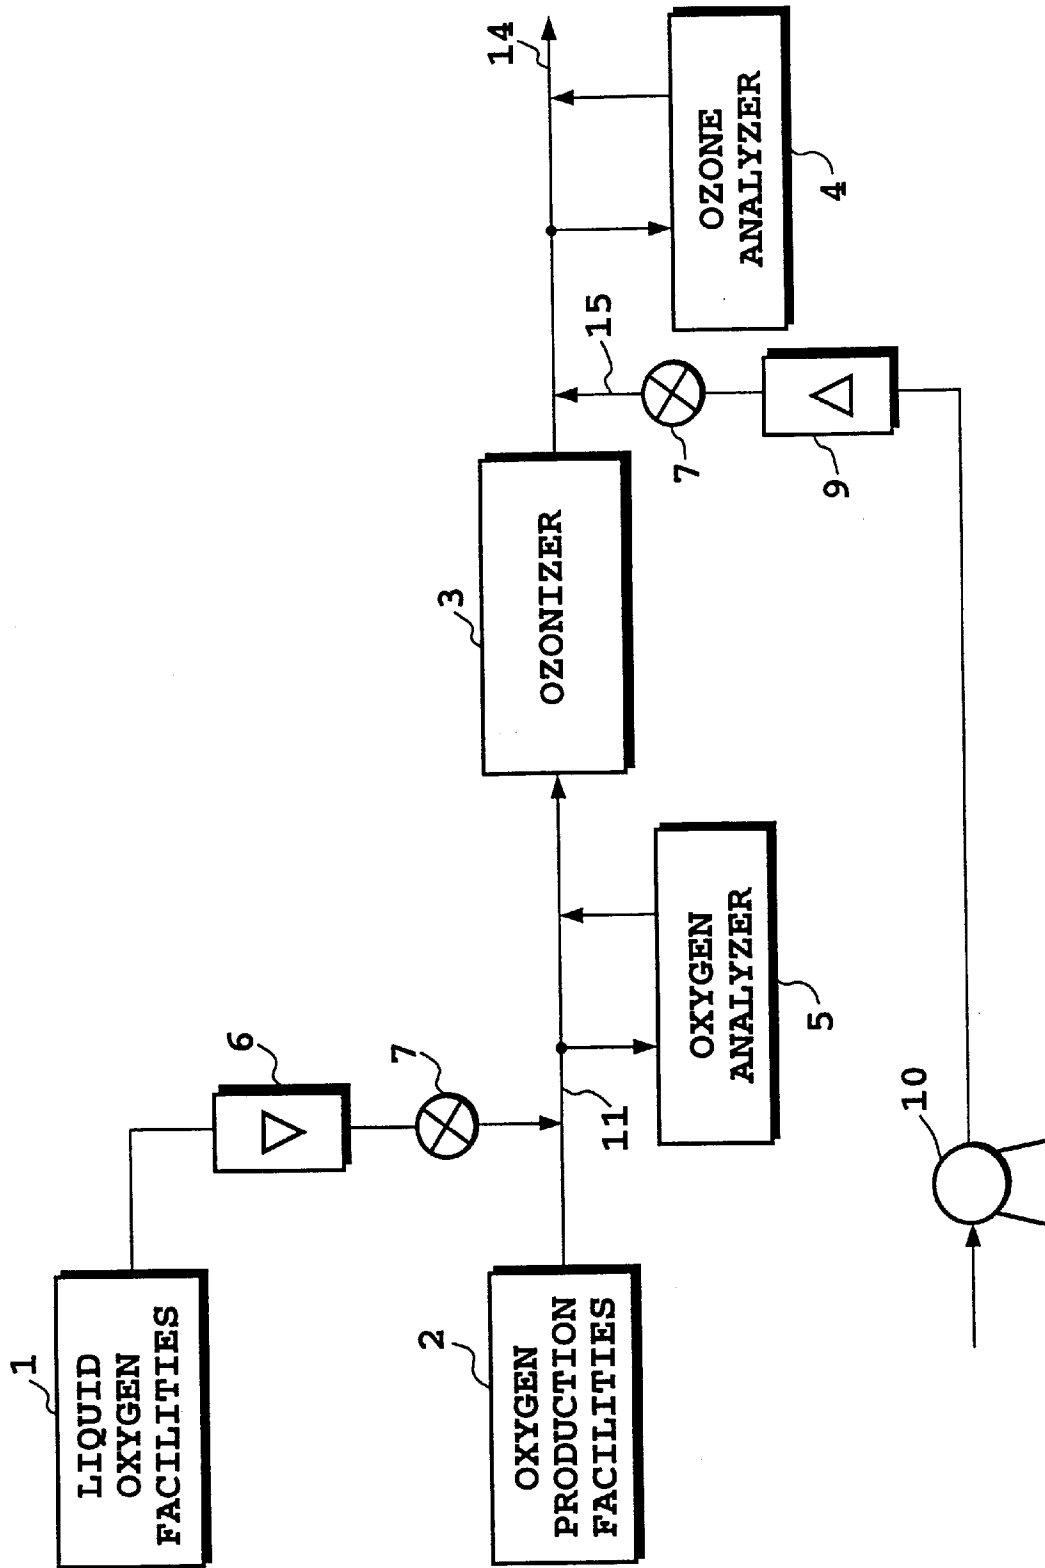 1
LIQUID
OXYGEN
FACILITIES
6
7
2
OXYGEN
PRODUCTION
FACILITIES
11
OXYGEN
ANALYZER
5
3
OZONIZER
14
15
7
9
OZONE
ANALYZER
4
10